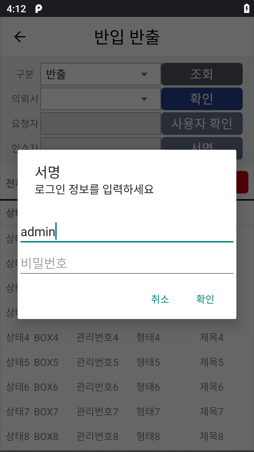 4:12
반입 반출
구분 반출 조회
의뢰서 확인
요청자 사용자 확인
인수자 서명
서명
로그인 정보를 입력하세요
admin
비밀번호
취소 확인
상태4 BOX4 관리번호4 형태4 제목4
상태5 BOX5 관리번호5 형태5 제목5
상태6 BOX6 관리번호6 형태6 제목6
상태7 BOX7 관리번호7 형태7 제목7
상태8 BOX8 관리번호8 형태8 제목8